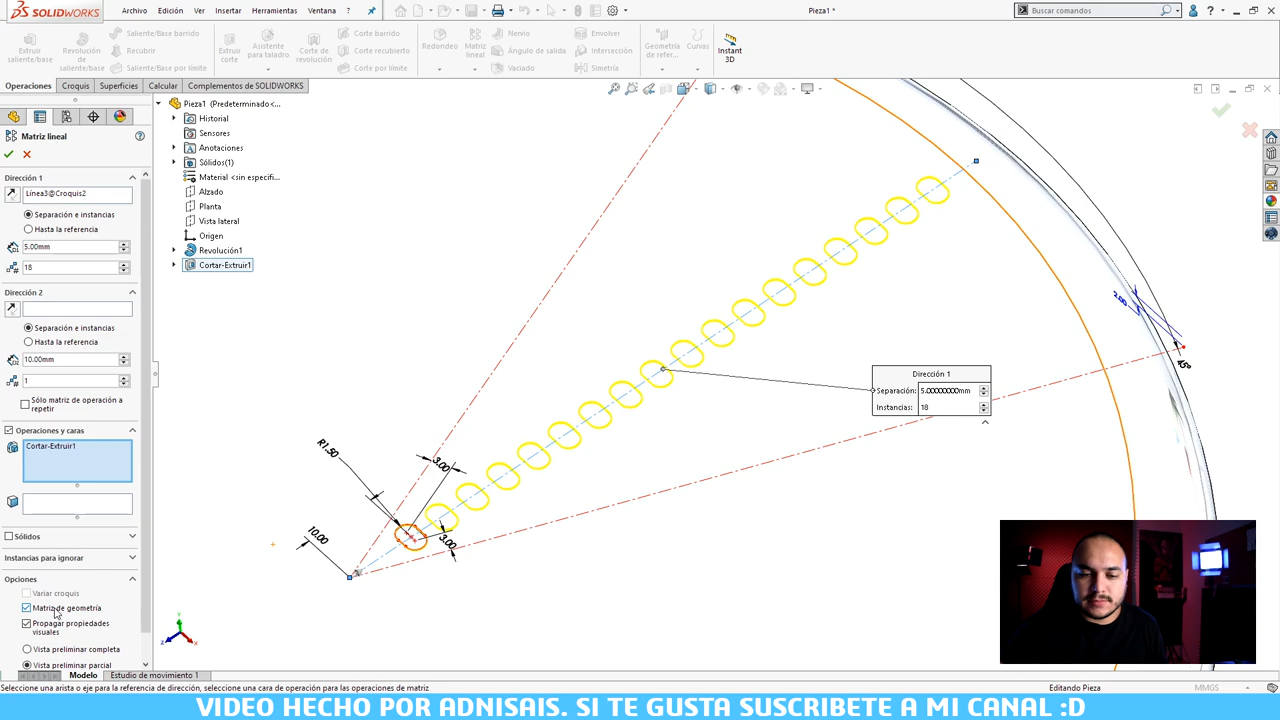 SOLIDWORKS
Archivo Edición Ver Insertar Herramientas Ventana ?
Pieza1 *
Buscar comandos
Extruir saliente/base
Revolución de saliente/base
Saliente/Base barrido
Recubrir
Saliente/Base por límite
Extruir corte
Asistente para taladro
Corte de revolución
Corte barrido
Corte recubierto
Corte por límite
Redondeo
Matriz lineal
Nervio
Ángulo de salida
Vaciado
Envolver
Intersección
Simetría
Geometría de refer...
Curvas
Instant 3D
Operaciones Croquis Superficies Calcular Complementos de SOLIDWORKS
Matriz lineal
Dirección 1
Línea3@Croquis2
Separación e instancias
Hasta la referencia
5.00mm
18
Dirección 2
Separación e instancias
Hasta la referencia
10.00mm
1
Sólo matriz de operación a
repetir
Operaciones y caras
Cortar-Extruir1
Sólidos
Instancias para ignorar
Opciones
Variar croquis
Matriz de geometría
Propagar propiedades
visuales
Vista preliminar completa
Vista preliminar parcial
Pieza1 (Predeterminado<...
Historial
Sensores
Anotaciones
Sólidos(1)
Material <sin especifi...
Alzado
Planta
Vista lateral
Origen
Revolución1
Cortar-Extruir1
2.00
45°
Dirección 1
Separación: 5.00000000mm
Instancias: 18
R1.50
3.00
10.00
3.00
Y
Z X
Modelo Estudio de movimiento 1
Seleccione una arista o eje para la referencia de dirección, seleccione una cara de operación para las operaciones de matriz
Editando Pieza
MMGS
VIDEO HECHO POR ADNISAIS. SI TE GUSTA SUSCRIBETE A MI CANAL :D